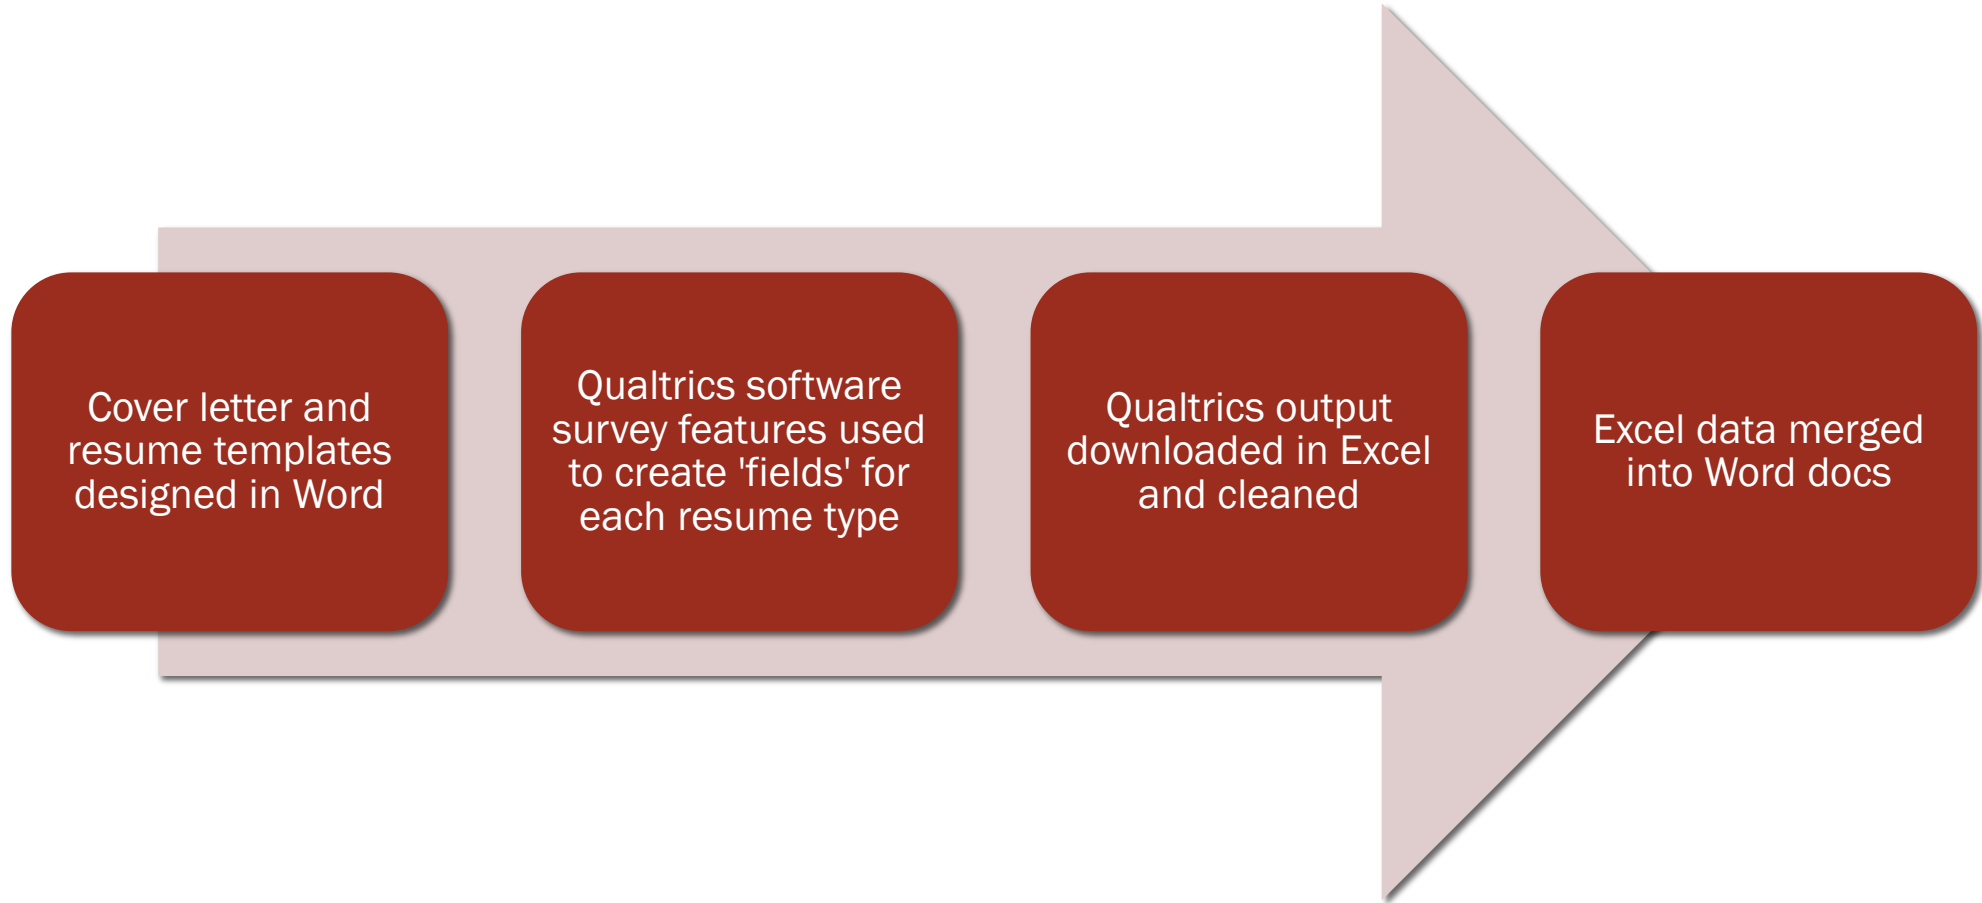 Cover letter and
resume templates
designed in Word
Qualtrics software
survey features used
to create 'fields' for
each resume type
Qualtrics output
downloaded in Excel
and cleaned
Excel data merged
into Word docs